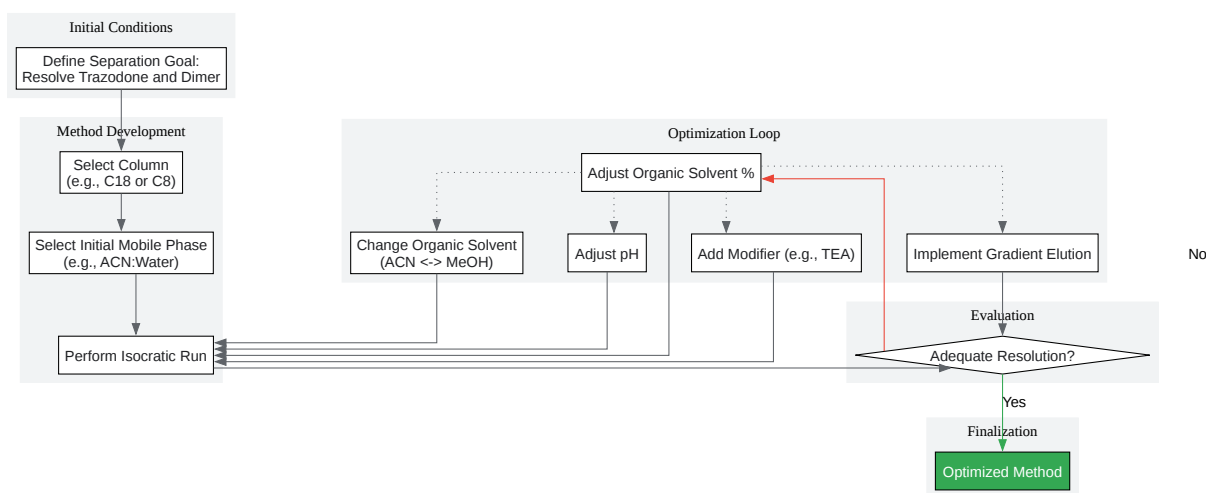 Initial Conditions
Define Separation Goal:
Resolve Trazodone and Dimer
Method Development
Select Column
(e.g., C18 or C8)
Select Initial Mobile Phase
(e.g., ACN:Water)
Perform Isocratic Run
Optimization Loop
Adjust Organic Solvent %
Change Organic Solvent
(ACN <-> MeOH)
Adjust pH
Add Modifier (e.g., TEA)
Implement Gradient Elution
No
Evaluation
Adequate Resolution?
Yes
Finalization
Optimized Method